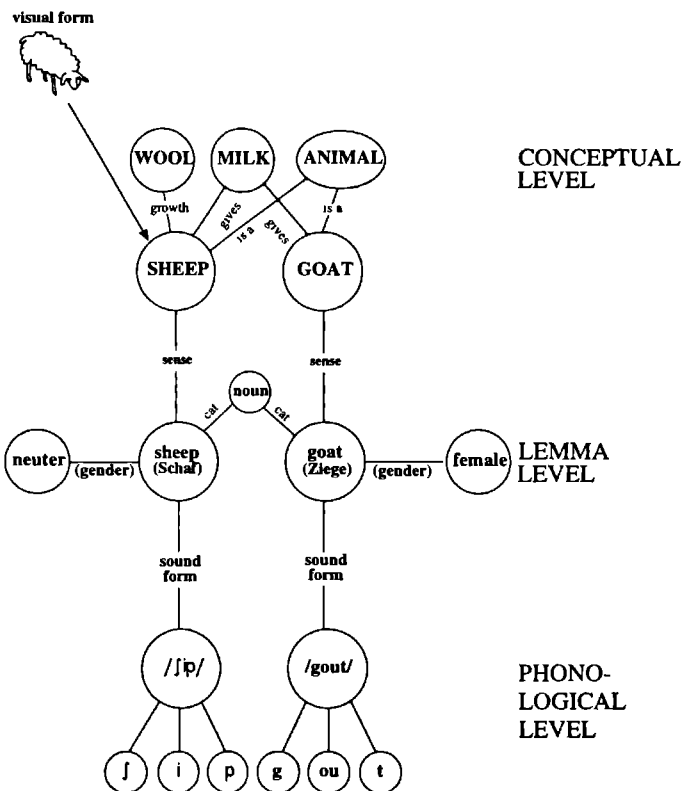 visual form
WOOL MILK ANIMAL
CONCEPTUAL
LEVEL
growth gives is a gives is a
SHEEP GOAT
sense sense
noun
cat cat
neuter (gender) sheep
(Schaf) goat
(Ziege) (gender) female
LEMMA
LEVEL
sound
form sound
form
/ʃip/ /gout/
PHONO-
LOGICAL
LEVEL
ʃ i p g ou t